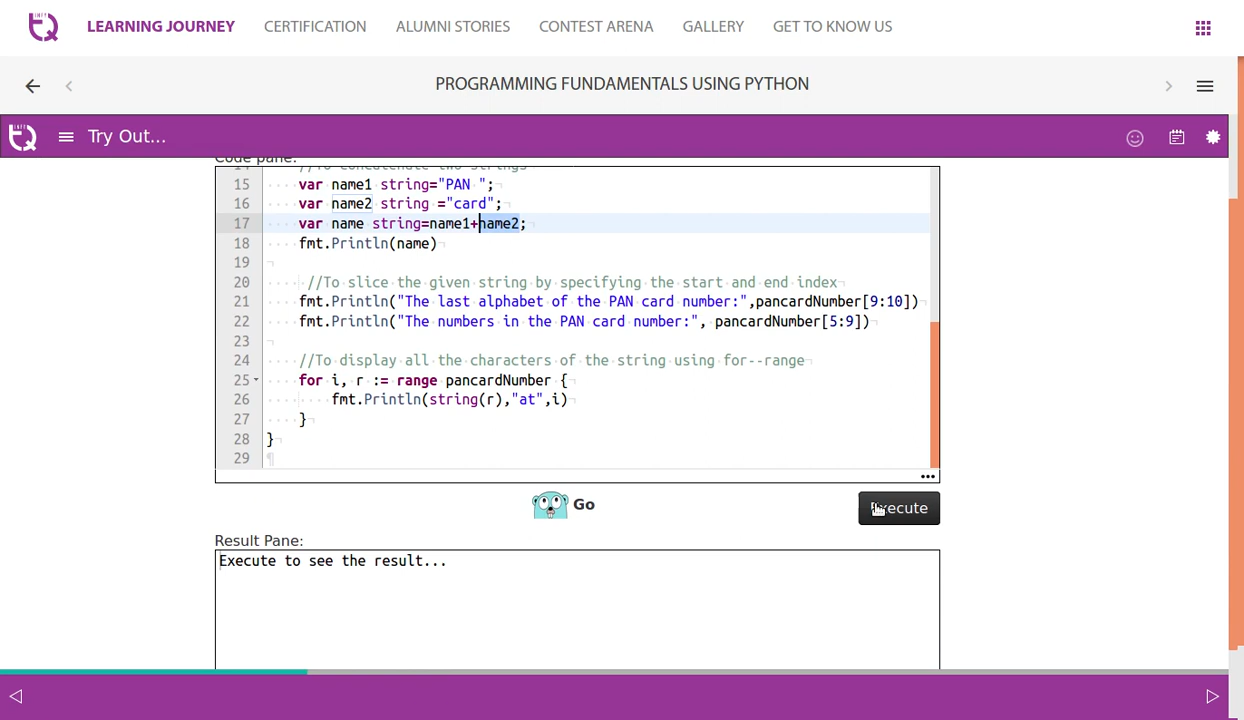 LEARNING JOURNEY CERTIFICATION ALUMNI STORIES CONTEST ARENA GALLERY GET TO KNOW US
PROGRAMMING FUNDAMENTALS USING PYTHON
Try Out...
Code pane:
14 //To concatenate two strings
15 var name1 string="PAN ";
16 var name2 string ="card";
17 var name string=name1+name2;
18 fmt.Println(name)
19
20 //To slice the given string by specifying the start and end index
21 fmt.Println("The last alphabet of the PAN card number:",pancardNumber[9:10])
22 fmt.Println("The numbers in the PAN card number:", pancardNumber[5:9])
23
24 //To display all the characters of the string using for--range
25 for i, r := range pancardNumber {
26 fmt.Println(string(r),"at",i)
27 }
28 }
29
Go
Execute
Result Pane:
Execute to see the result...